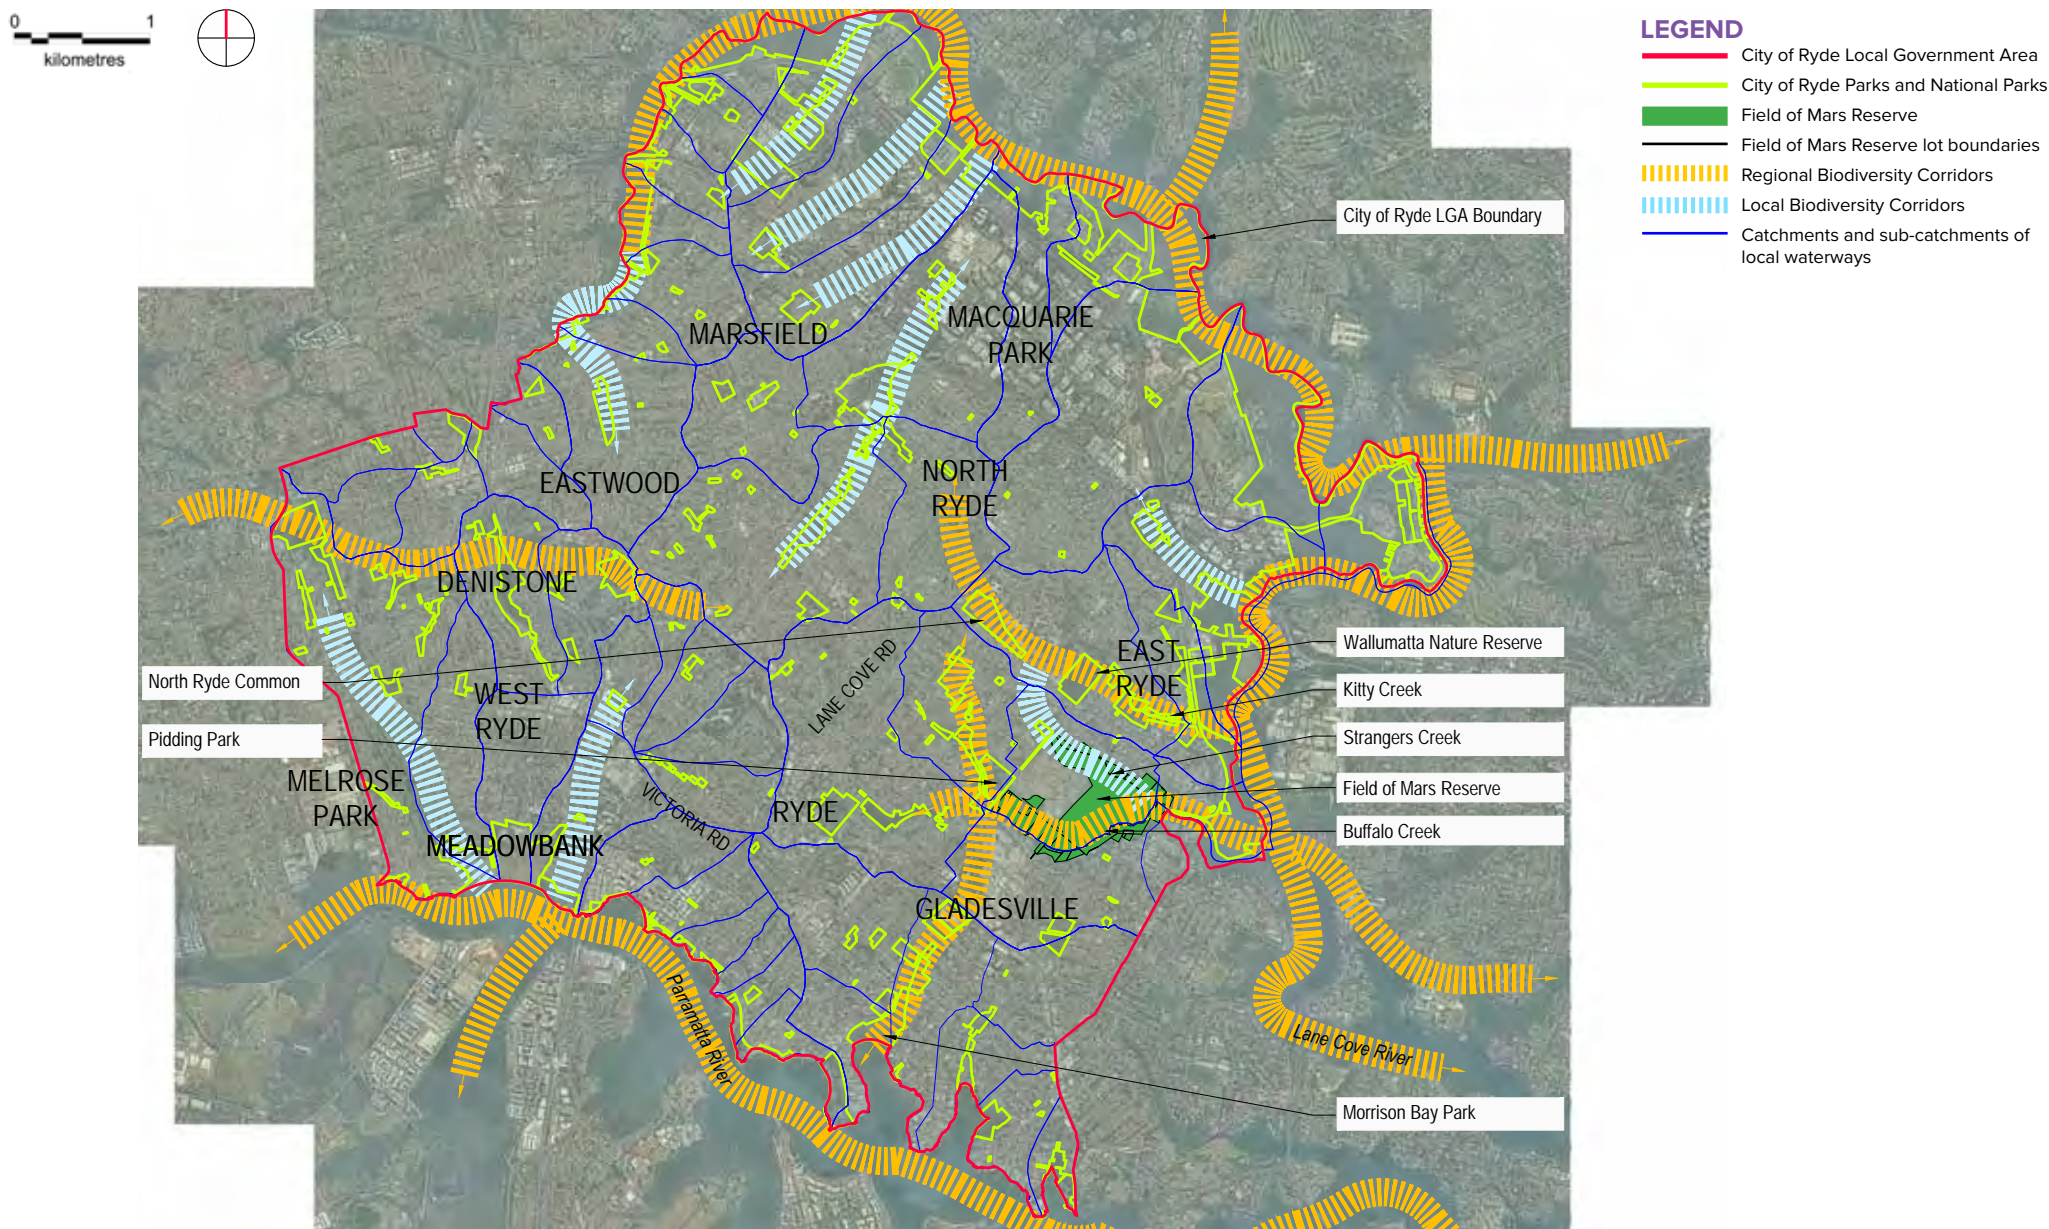 0 1
kilometres
LEGEND
City of Ryde Local Government Area
City of Ryde Parks and National Parks
Field of Mars Reserve
Field of Mars Reserve lot boundaries
Regional Biodiversity Corridors
Local Biodiversity Corridors
Catchments and sub-catchments of
local waterways
City of Ryde LGA Boundary
MARSFIELD
MACQUARIE
PARK
EASTWOOD
NORTH
RYDE
DENISTONE
EAST
RYDE
Wallumatta Nature Reserve
North Ryde Common
Kitty Creek
WEST
RYDE
LANE COVE RD
Strangers Creek
Pidding Park
MELROSE
PARK
Field of Mars Reserve
VICTORIA RD
RYDE
Buffalo Creek
MEADOWBANK
GLADESVILLE
Parramatta River
Lane Cove River
Morrison Bay Park